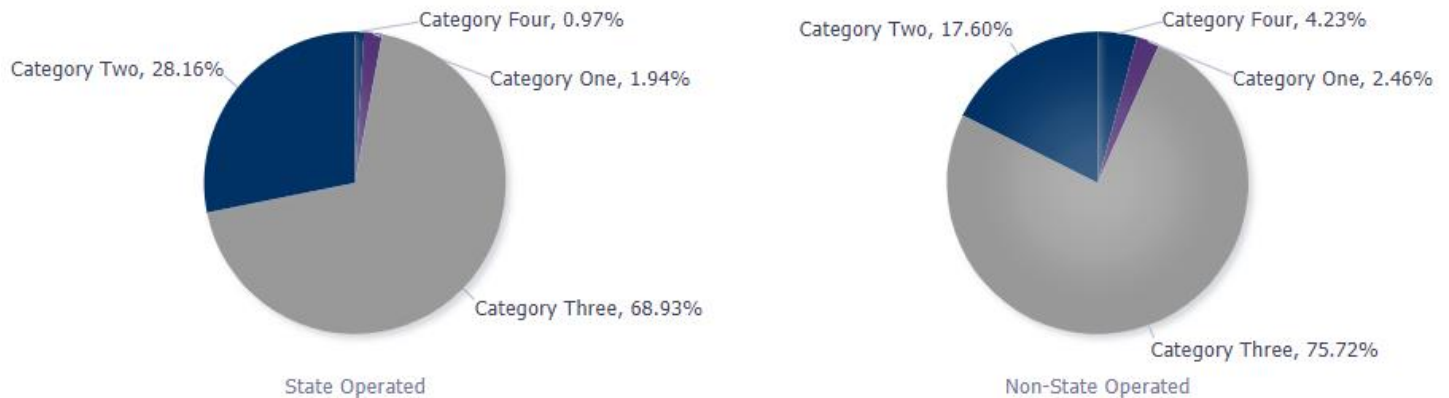 Category Four, 0.97%
Category Two, 28.16%
Category One, 1.94%
Category Three, 68.93%
State Operated
Category Four, 4.23%
Category Two, 17.60%
Category One, 2.46%
Category Three, 75.72%
Non-State Operated